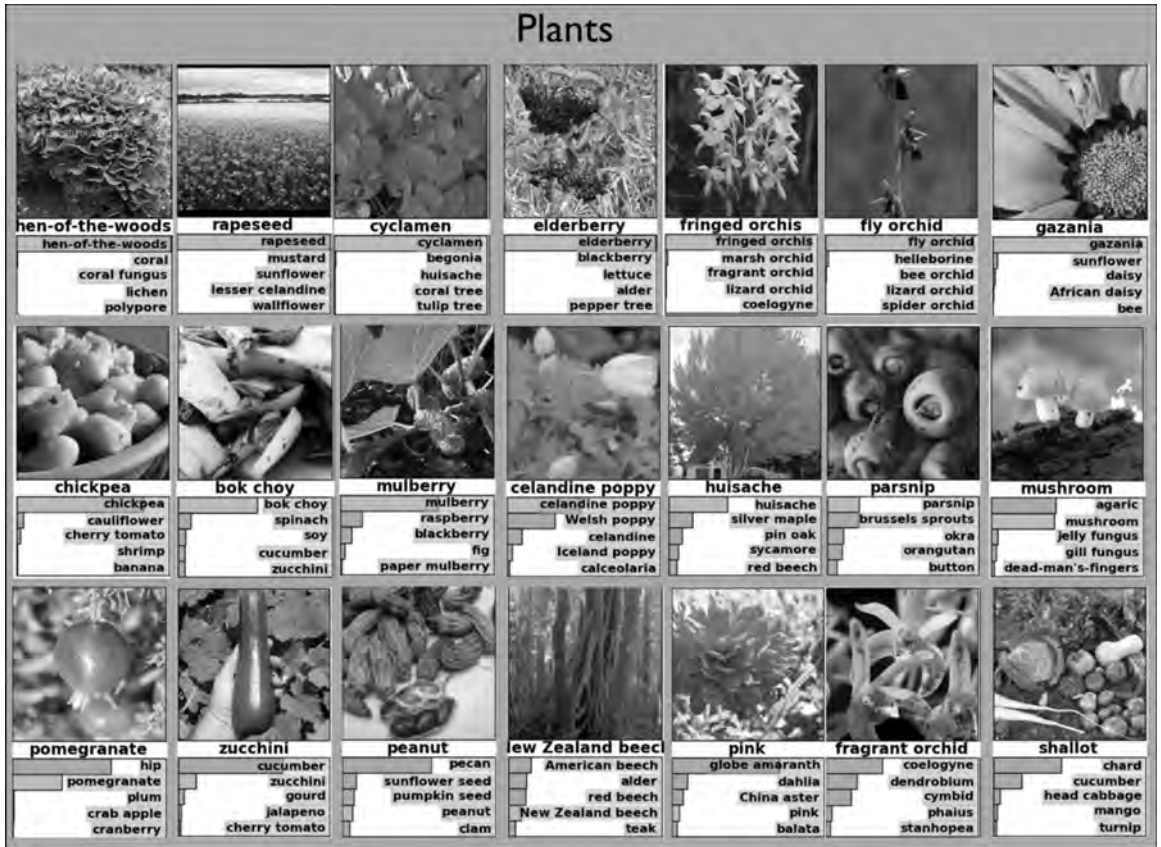 Plants
hen-of-the-woods
hen-of-the-woods
coral
coral fungus
lichen
polypore
rapeseed
rapeseed
mustard
sunflower
lesser celandine
wallflower
cyclamen
cyclamen
begonia
huisache
coral tree
tulip tree
elderberry
elderberry
blackberry
lettuce
alder
pepper tree
fringed orchis
fringed orchis
marsh orchid
fragrant orchid
lizard orchid
coelogyne
fly orchid
fly orchid
helleborine
bee orchid
lizard orchid
spider orchid
gazania
gazania
sunflower
daisy
African daisy
bee
chickpea
chickpea
cauliflower
cherry tomato
shrimp
banana
bok choy
bok choy
spinach
soy
cucumber
zucchini
mulberry
mulberry
raspberry
blackberry
fig
paper mulberry
celandine poppy
celandine poppy
Welsh poppy
celandine
Iceland poppy
calceolaria
huisache
huisache
silver maple
pin oak
sycamore
red beech
parsnip
parsnip
brussels sprouts
okra
orangutan
button
mushroom
agaric
mushroom
jelly fungus
gill fungus
dead-man's-fingers
pomegranate
hip
pomegranate
plum
crab apple
cranberry
zucchini
cucumber
zucchini
gourd
jalapeno
cherry tomato
peanut
pecan
sunflower seed
pumpkin seed
peanut
clam
ew Zealand beec
American beech
alder
red beech
New Zealand beech
teak
pink
globe amaranth
dahlia
China aster
pink
balata
fragrant orchid
coelogyne
dendrobium
cymbid
phaius
stanhopea
shallot
chard
cucumber
head cabbage
mango
turnip